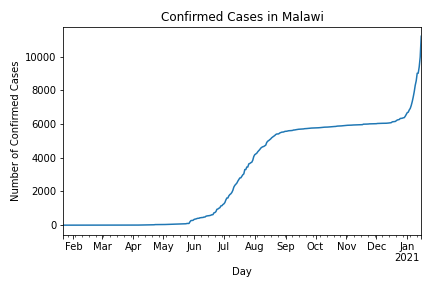 Confirmed Cases in Malawi
Number of Confirmed Cases
10000
8000
6000
4000
2000
0
Feb Mar Apr May Jun Jul Aug Sep Oct Nov Dec Jan
2021
Day